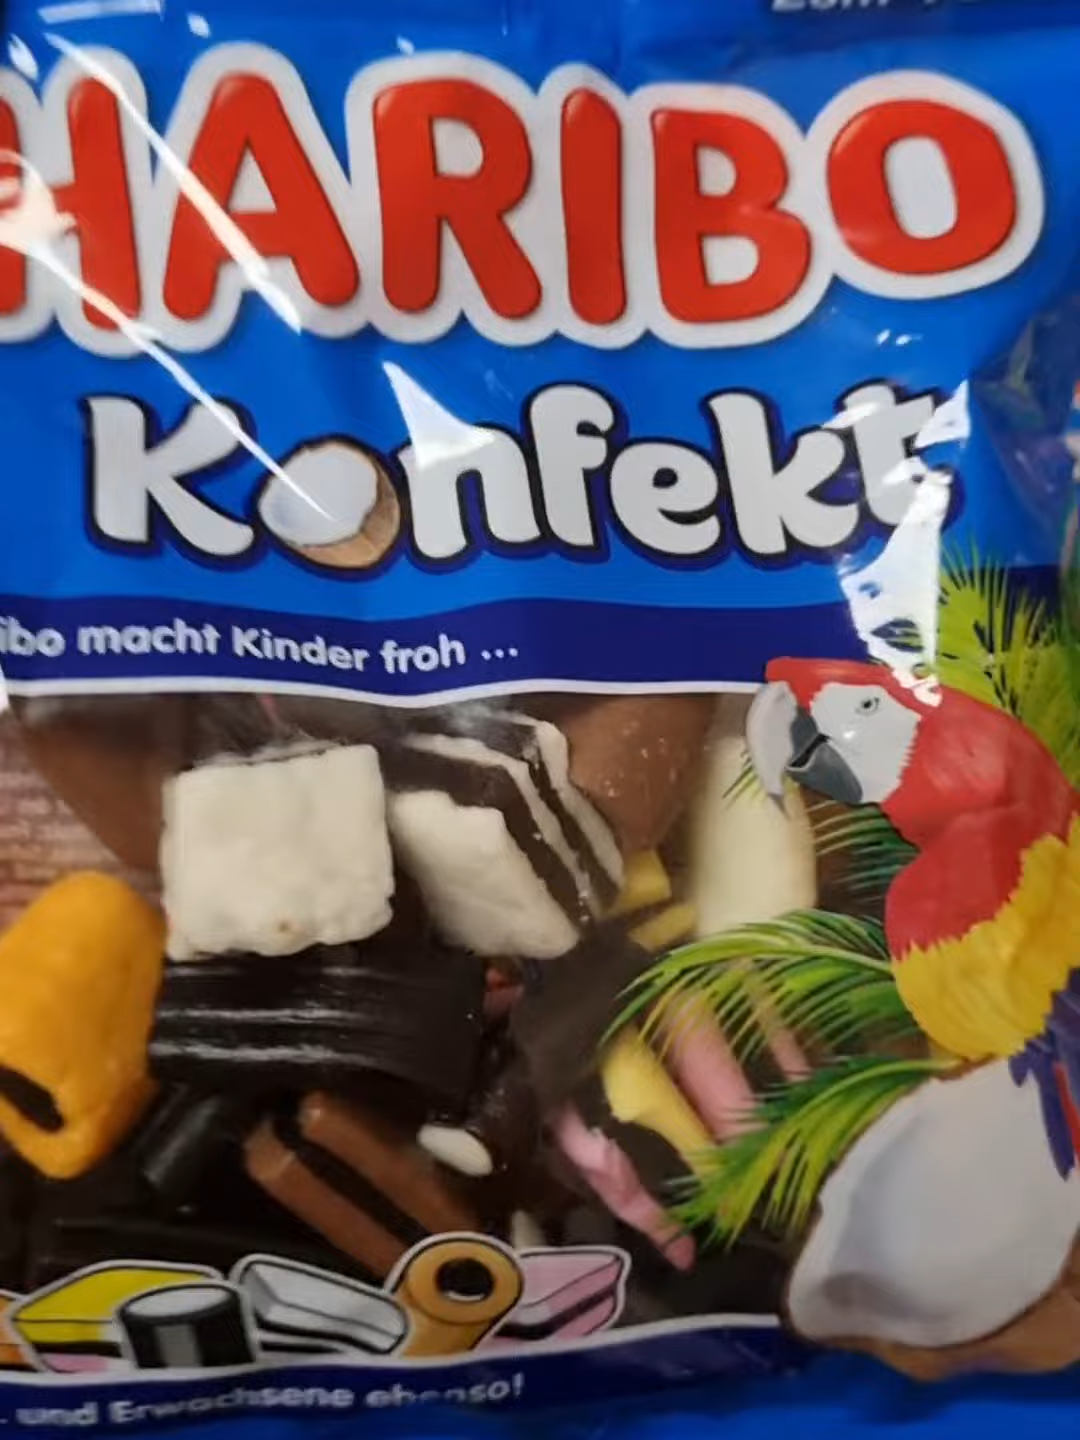 HARIBO
Konfekt
ibo macht Kinder froh ...
. und Erwachsene ebenso!